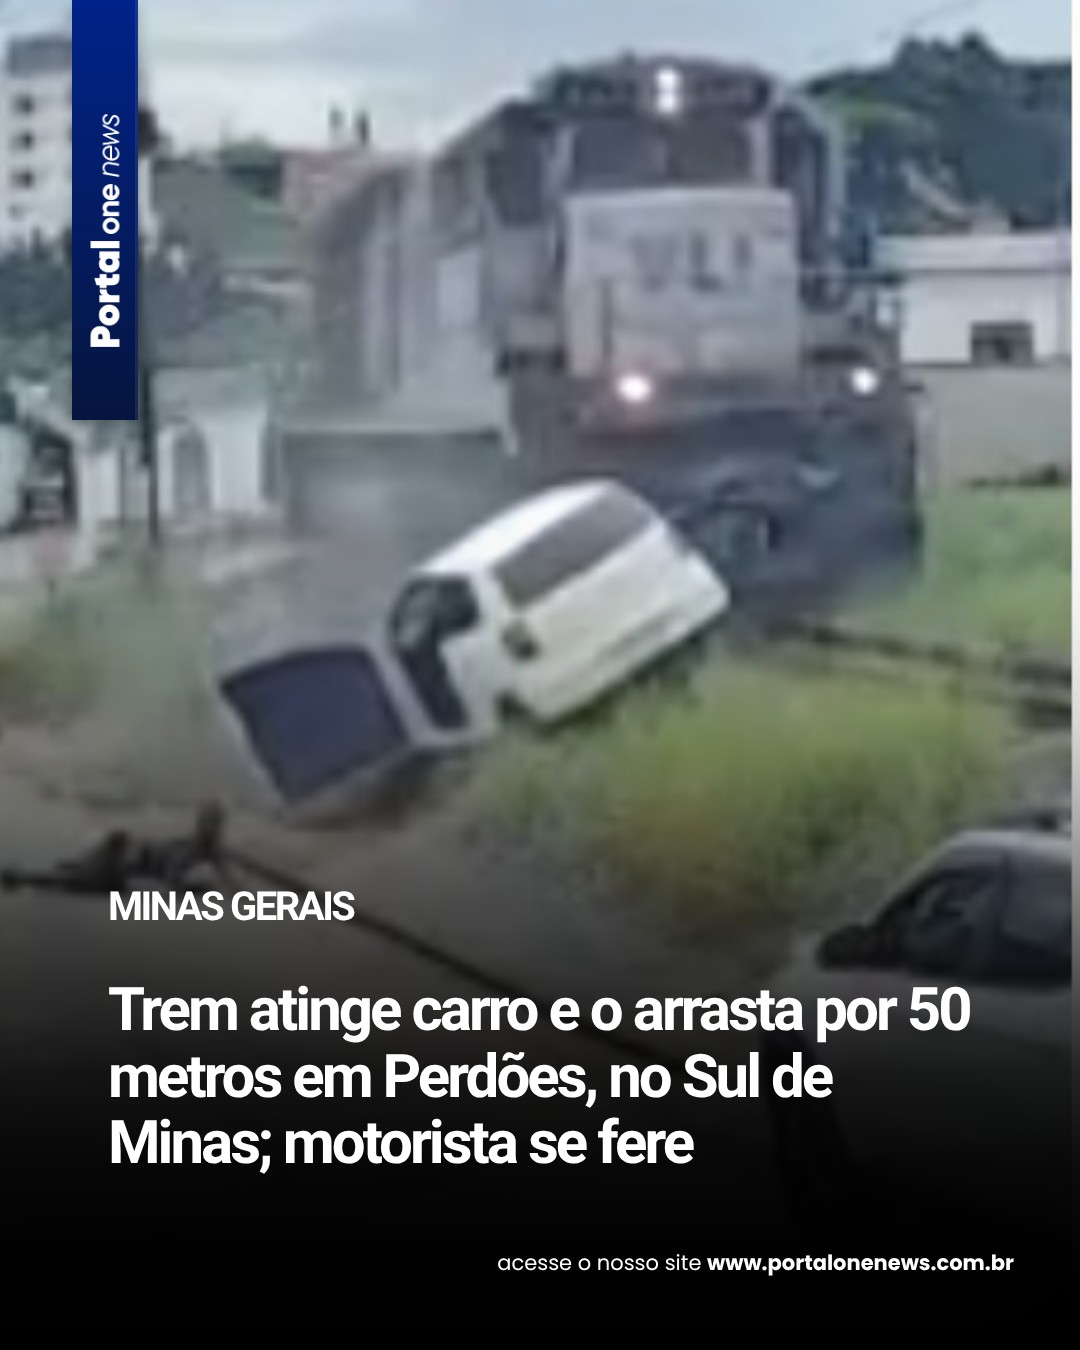 Portal one news
MINAS GERAIS
Trem atinge carro e o arrasta por 50
metros em Perdões, no Sul de
Minas; motorista se fere
acesse o nosso site www.portalonenews.com.br